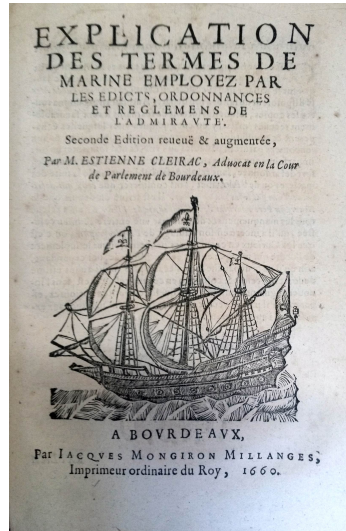 EXPLICATION
DES TERMES DE
MARINE EMPLOYEZ PAR
LES EDICTS, ORDONNANCES
ET REGLEMENS DE
L'ADMIRAVTE'.
Seconde Edition reueuë & augmentée,
Par M. ESTIENNE CLEIRAC, Aduocat en la Cour
de Parlement de Bourdeaux.
A BOVRDEAVX,
Par IACQVES MONGIRON MILLANGES,
Imprimeur ordinaire du Roy, 1660.